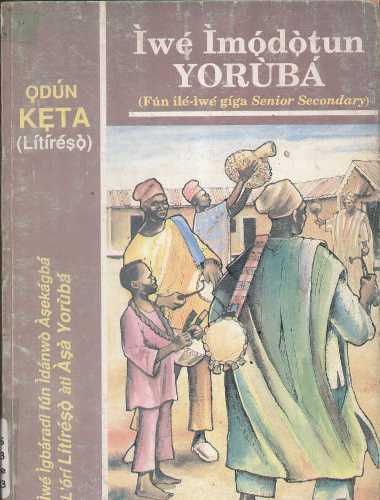 Ìwé Ìmọ́dọ̀tun
YORÙBÁ
(Fún ilé-ìwé gíga Senior Secondary)
ỌDÚN
KẸTA
(Lítíréṣọ̀)
Ìwé Ìgbáradì fún Ìdánwò Àṣekágbá
L'órí Lítíréṣọ̀ àti Àṣà Yorùbá